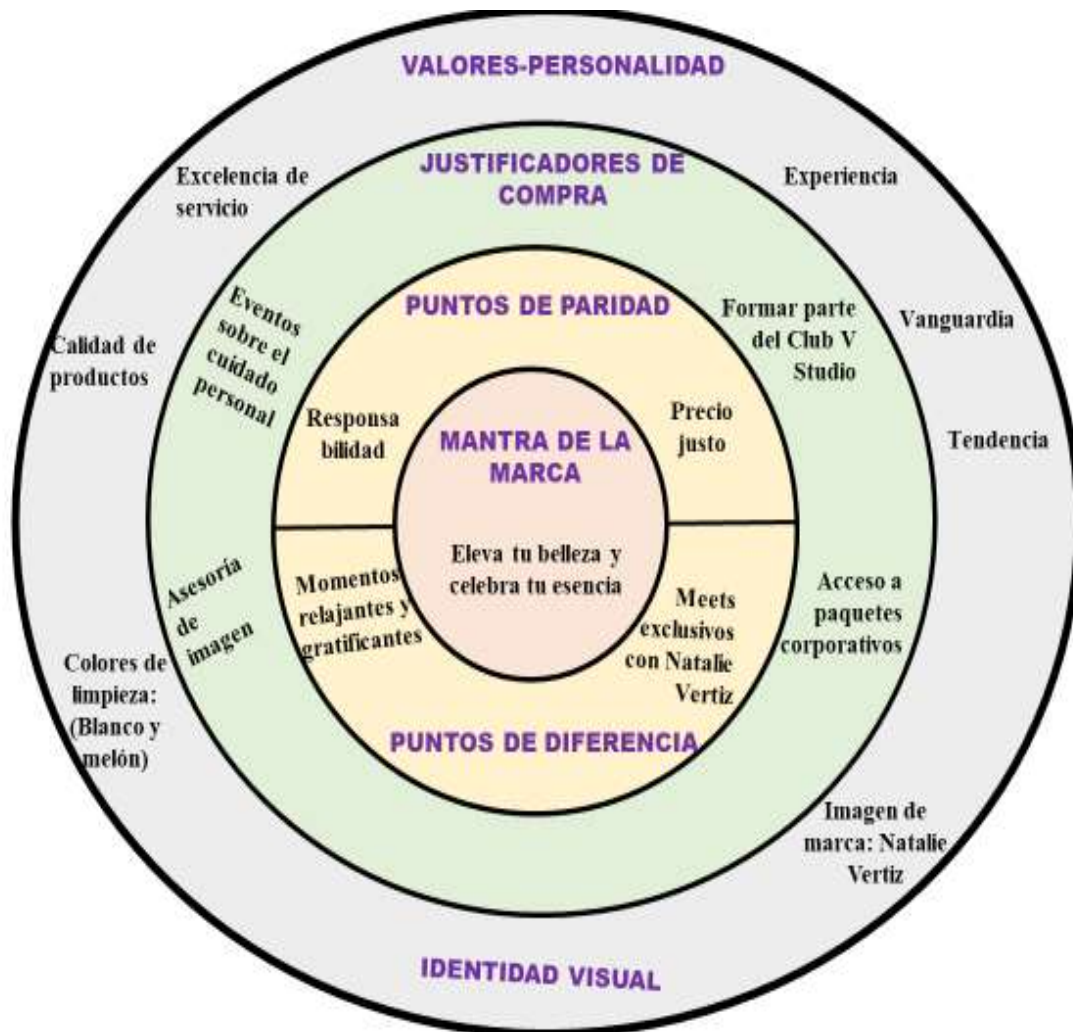 VALORES-PERSONALIDAD
Excelencia de
servicio
Experiencia
Calidad de
productos
Vanguardia
Tendencia
JUSTIFICADORES DE
COMPRA
Eventos
sobre el
cuidado
personal
Formar parte
del Club V
Studio
PUNTOS DE PARIDAD
Responsa
bilidad
Precio
justo
MANTRA DE LA
MARCA
Eleva tu belleza y
celebra tu esencia
Momentos
relajantes y
gratificantes
Meets
exclusivos
con Natalie
Vertiz
PUNTOS DE DIFERENCIA
Asesoría
de
imagen
Acceso a
paquetes
corporativos
Colores de
limpieza:
(Blanco y
melón)
Imagen de
marca: Natalie
Vertiz
IDENTIDAD VISUAL